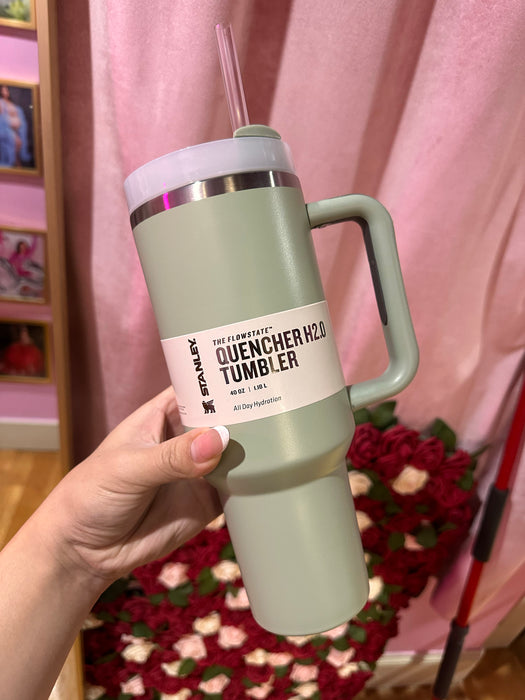 STANLEY
THE FLOWSTATE™
QUENCHER H2.0
TUMBLER
40 OZ | 1.18 L
All Day Hydration